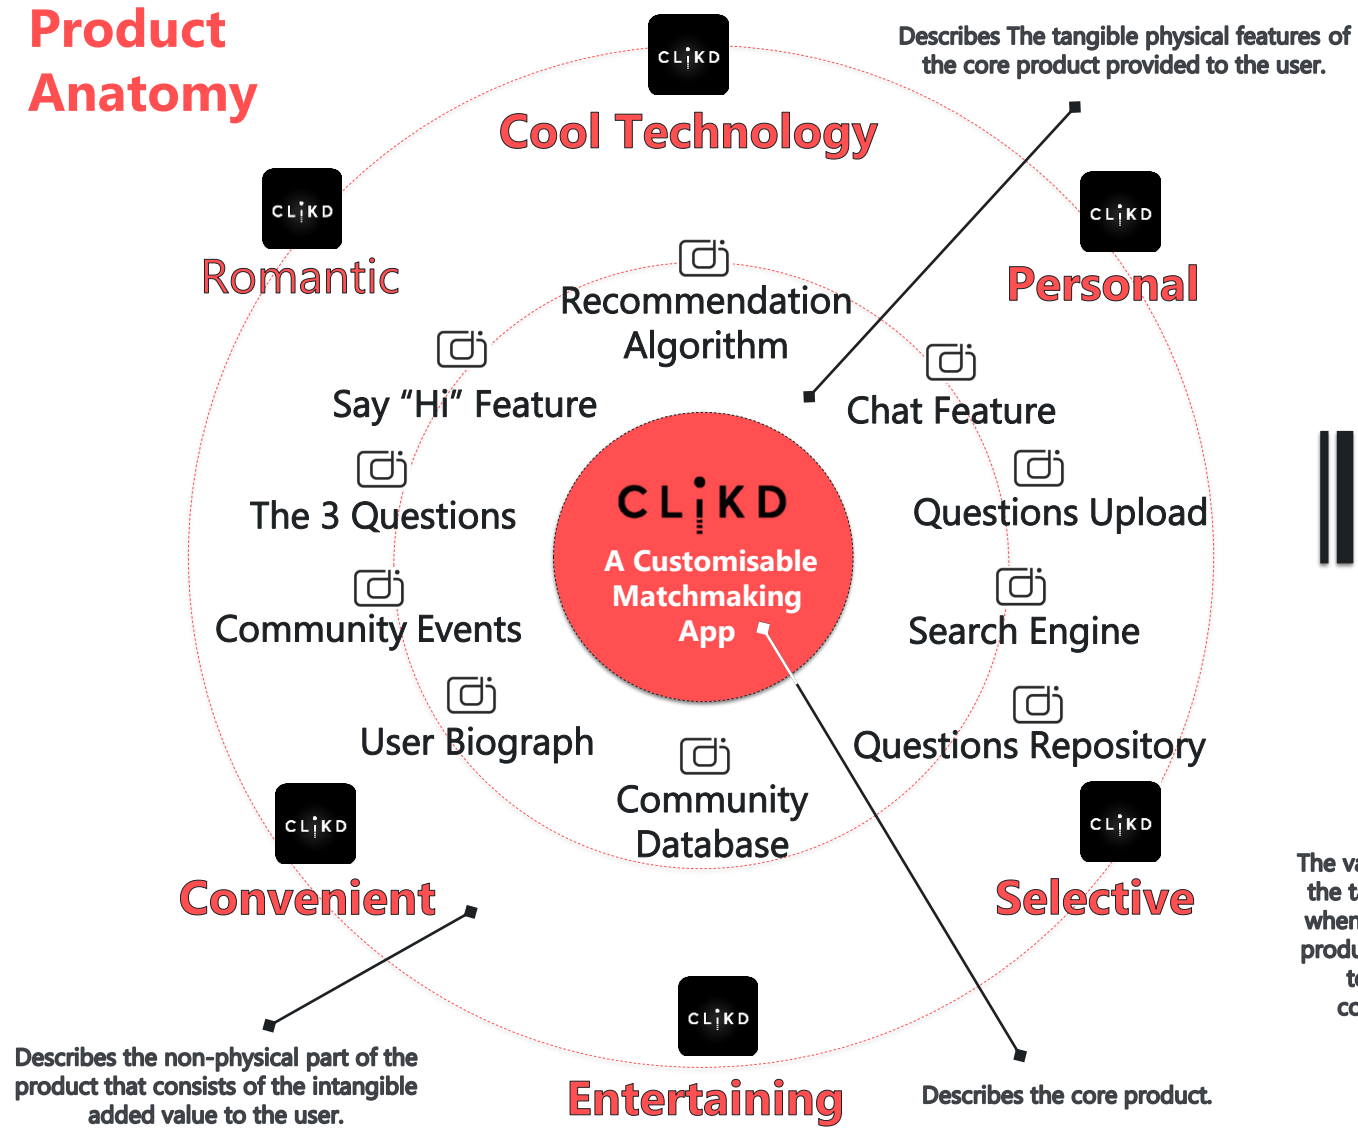 Product
Anatomy
CLiKD
Cool Technology
Describes The tangible physical features of
the core product provided to the user.
CLiKD
Romantic
CLiKD
Personal
Recommendation
Algorithm
Say “Hi” Feature
Chat Feature
The 3 Questions
Questions Upload
CLiKD
A Customisable
Matchmaking
App
Community Events
Search Engine
User Biograph
Questions Repository
Community
Database
CLiKD
Convenient
CLiKD
Selective
The
the
when
CLiKD
Entertaining
Describes the non-physical part of the
product that consists of the intangible
added value to the user.
Describes the core product.